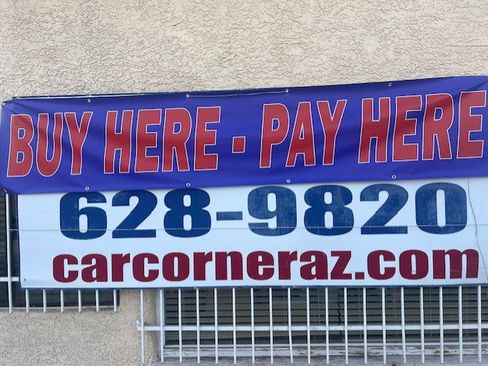 BUY HERE - PAY HERE
628-9820
carcorneraz.com